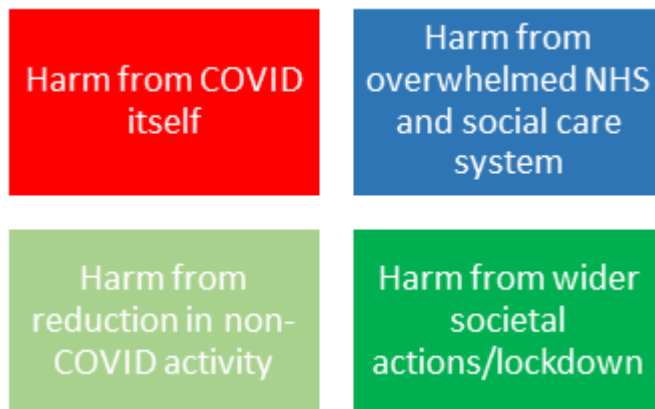 Harm from COVID
itself
Harm from
overwhelmed NHS
and social care
system
Harm from
reduction in non-
COVID activity
Harm from wider
societal
actions/lockdown